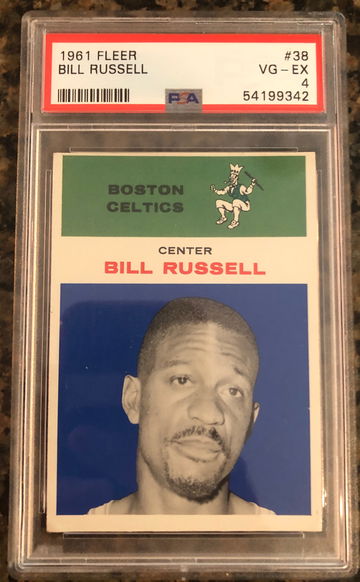 1961 FLEER #38
BILL RUSSELL VG - EX
4
PSA 54199342
BOSTON
CELTICS
CENTER
BILL RUSSELL